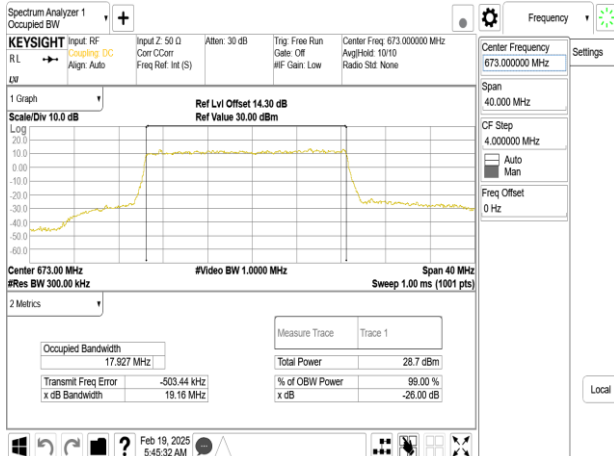 Spectrum Analyzer 1
Occupied BW
+
Frequency
KEYSIGHT
RL
LXI
Input: RF
Coupling: DC
Align: Auto
Input Z: 50 Ω
Corr CCorr
Freq Ref: Int (S)
Atten: 30 dB
Trig: Free Run
Gate: Off
#IF Gain: Low
Center Freq: 673.000000 MHz
Avg|Hold: 10/10
Radio Std: None
Center Frequency
673.000000 MHz
Settings
Span
40.000 MHz
CF Step
4.000000 MHz
Auto
Man
Freq Offset
0 Hz
Local
1 Graph
Scale/Div 10.0 dB
Ref Lvl Offset 14.30 dB
Ref Value 30.00 dBm
Log
20.0
10.0
0.00
-10.0
-20.0
-30.0
-40.0
-50.0
-60.0
Center 673.00 MHz
#Video BW 1.0000 MHz
Span 40 MHz
#Res BW 300.00 kHz
Sweep 1.00 ms (1001 pts)
2 Metrics
Measure Trace Trace 1
Occupied Bandwidth
17.927 MHz
Total Power 28.7 dBm
Transmit Freq Error -503.44 kHz
% of OBW Power 99.00 %
x dB Bandwidth 19.16 MHz
x dB -26.00 dB
?
Feb 19, 2025
5:45:32 AM